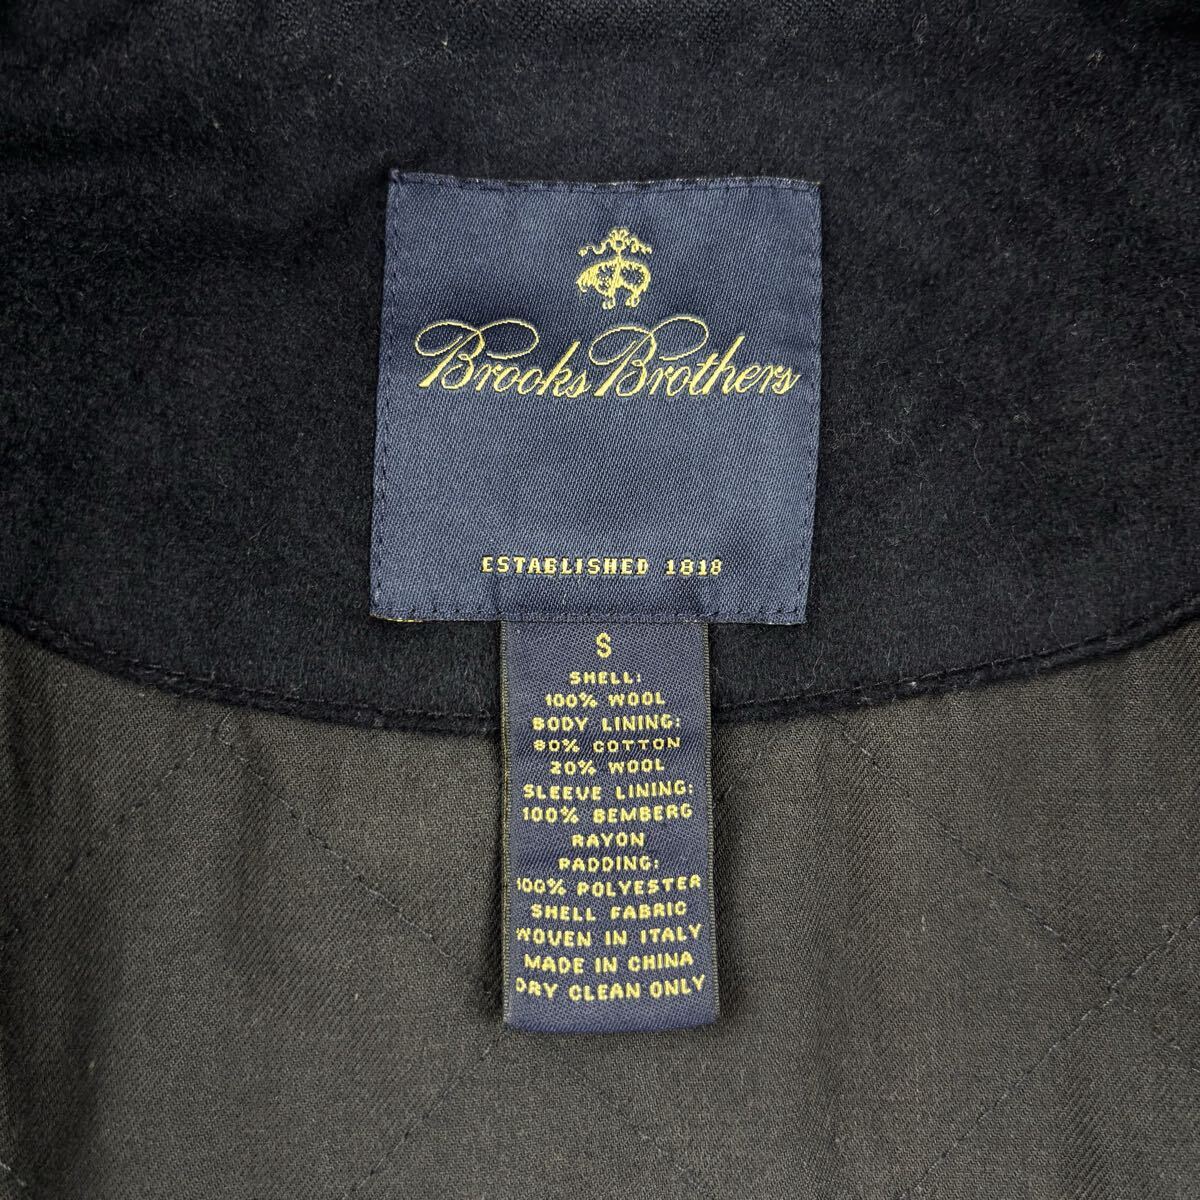 Brooks Brothers
ESTABLISHED 1818
S
SHELL:
100% WOOL
BODY LINING:
80% COTTON
20% WOOL
SLEEVE LINING:
100% BEMBERG
RAYON
PADDING:
100% POLYESTER
SHELL FABRIC
WOVEN IN ITALY
MADE IN CHINA
DRY CLEAN ONLY